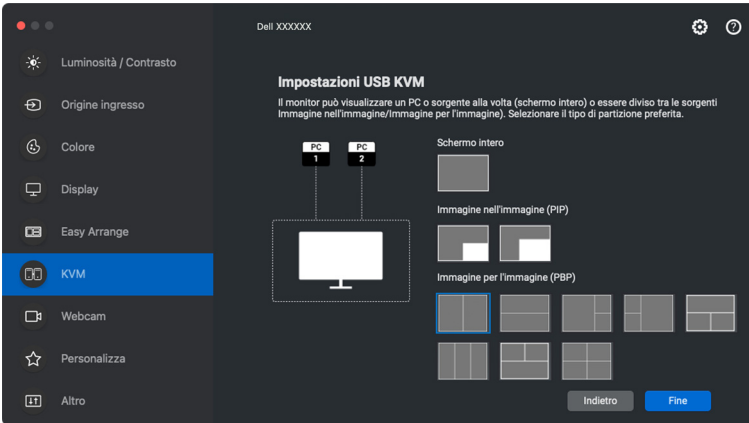 Dell XXXXXX
Luminosità / Contrasto
Origine ingresso
Colore
Display
Easy Arrange
KVM
Webcam
Personalizza
Altro
Impostazioni USB KVM
Il monitor può visualizzare un PC o sorgente alla volta (schermo intero) o essere diviso tra le sorgenti
Immagine nell'immagine/Immagine per l'immagine). Selezionare il tipo di partizione preferita.
PC
1
PC
2
Schermo intero
Immagine nell'immagine (PIP)
Immagine per l'immagine (PBP)
Indietro
Fine